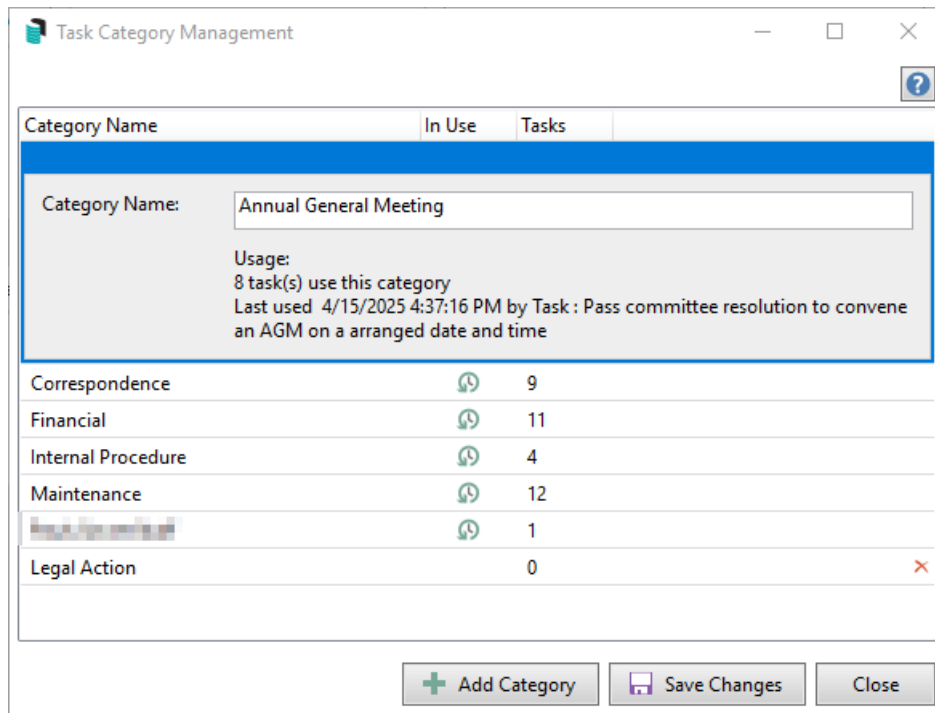 Task Category Management
Category Name In Use Tasks
Category Name: Annual General Meeting
Usage:
8 task(s) use this category
Last used  4/15/2025 4:37:16 PM by Task : Pass committee resolution to convene
an AGM on a arranged date and time
Correspondence 9
Financial 11
Internal Procedure 4
Maintenance 12
1
Legal Action 0
Add Category Save Changes Close